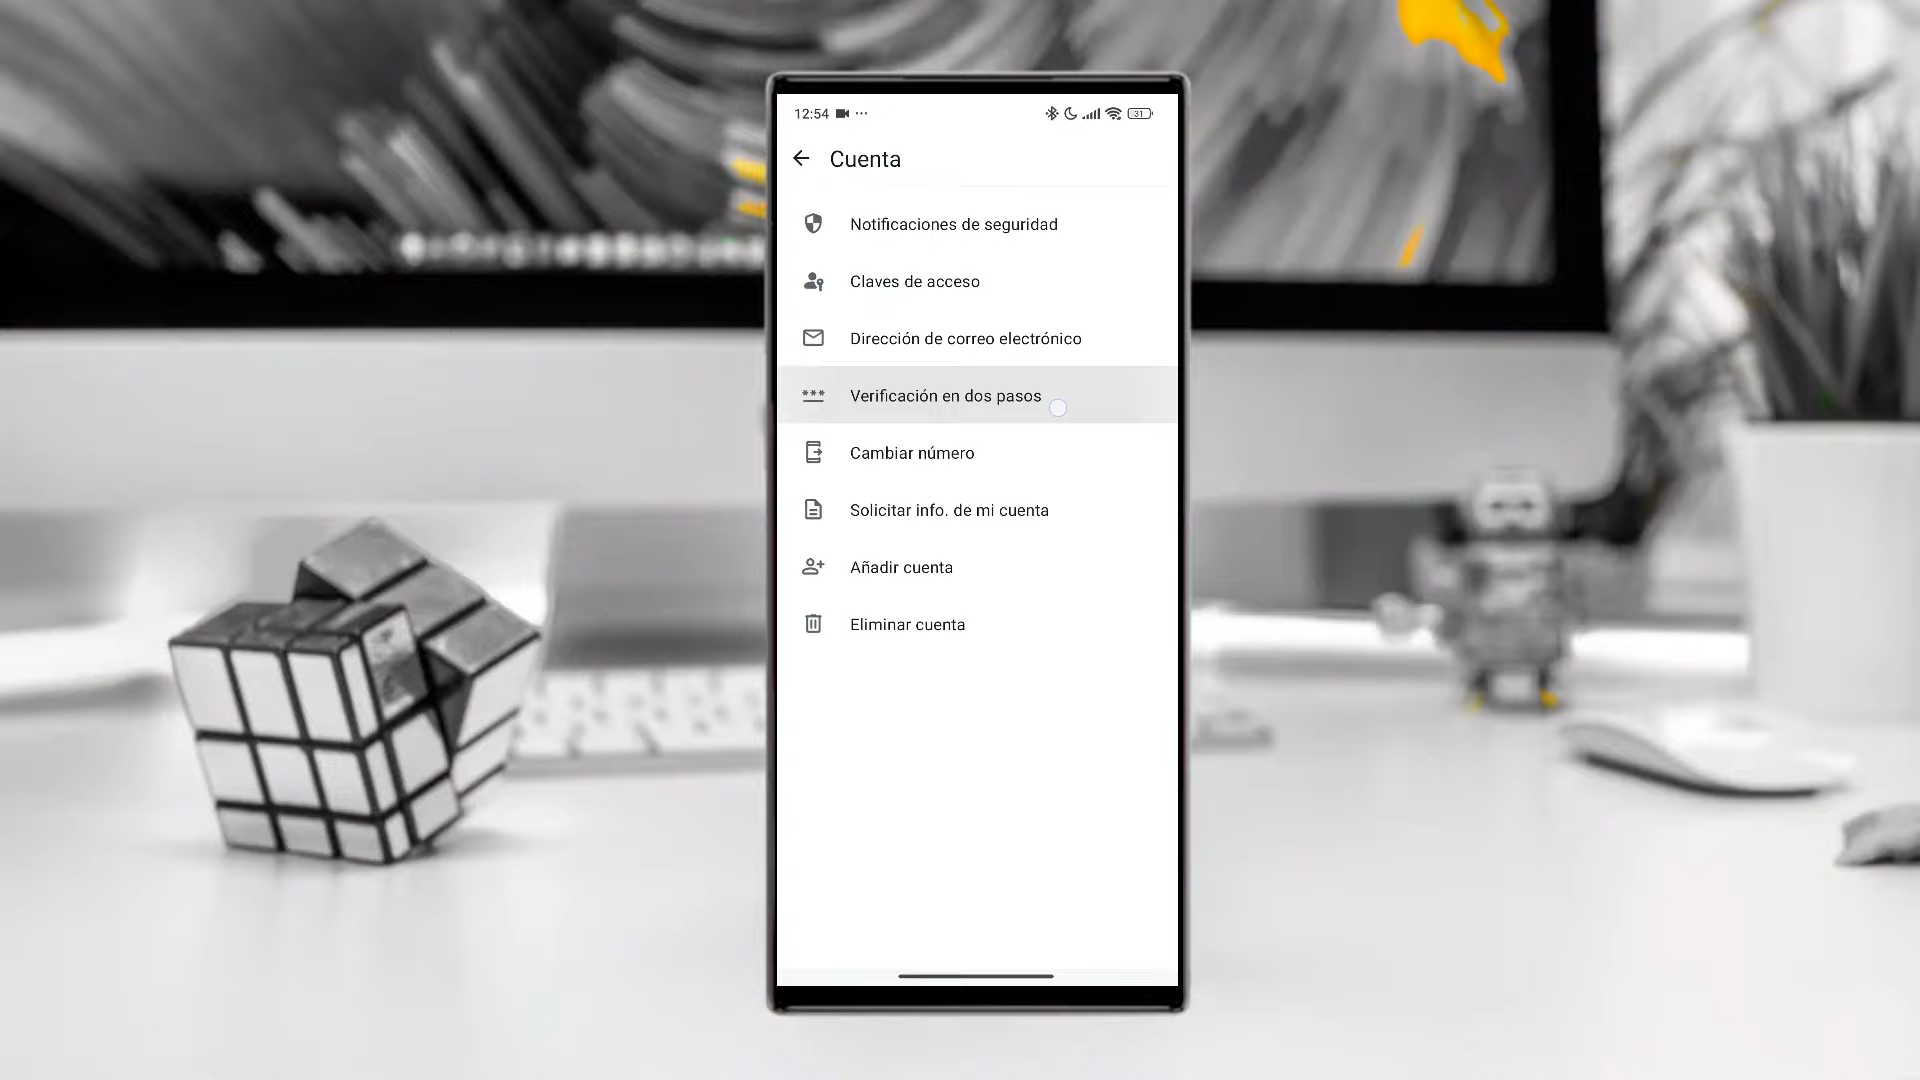 12:54
31
Cuenta
Notificaciones de seguridad
Claves de acceso
Dirección de correo electrónico
Verificación en dos pasos
Cambiar número
Solicitar info. de mi cuenta
Añadir cuenta
Eliminar cuenta